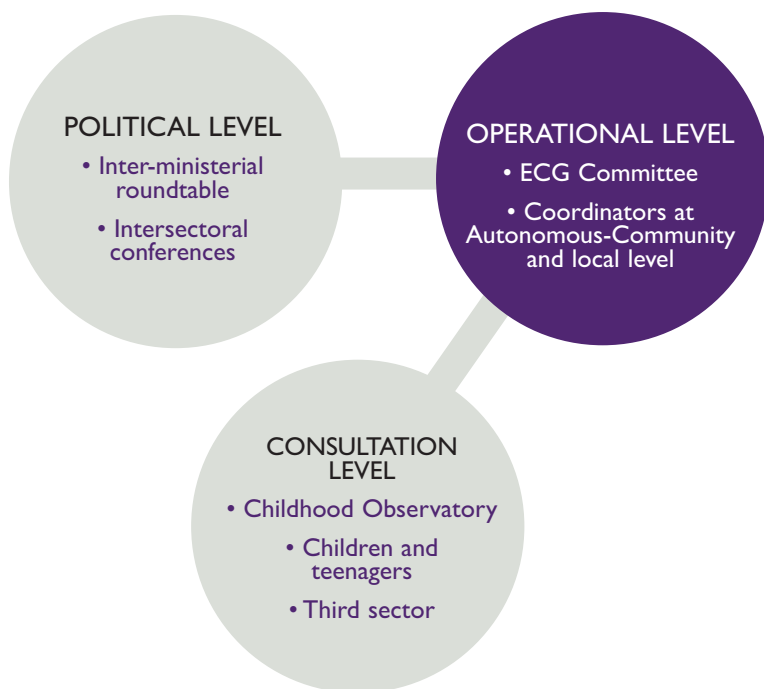 POLITICAL LEVEL
• Inter-ministerial
roundtable
• Intersectoral
conferences
OPERATIONAL LEVEL
• ECG Committee
• Coordinators at
Autonomous-Community
and local level
CONSULTATION
LEVEL
• Childhood Observatory
• Children and
teenagers
• Third sector